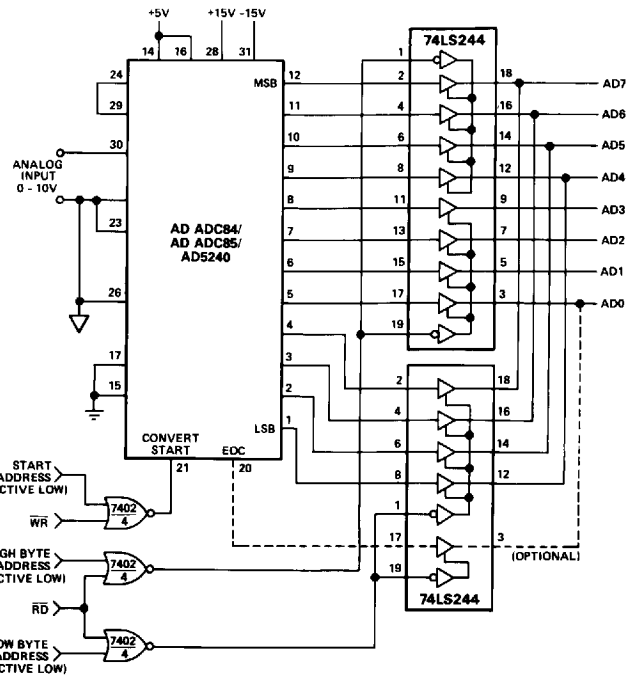 +5V +15V -15V
14 16 28 31
74LS244
1
24 MSB 12 2 18 AD7
29 11 4 16 AD6
30 10 6 14 AD5
ANALOG
INPUT
0 - 10V
9 8 12 AD4
23 8 11 9 AD3
AD ADC84/
AD ADC85/
AD5240
7 13 7 AD2
6 15 5 AD1
26 5 17 3 AD0
4 19
17 3 2 18
15 2 4 16
LSB 1 6 14
8 12
CONVERT
START
EOC
21 20
1
START
ADDRESS
CTIVE LOW)
WR
7402
4
17 3
(OPTIONAL)
19
74LS244
GH BYTE
ADDRESS
CTIVE LOW)
7402
4
RD
OW BYTE
ADDRESS
CTIVE LOW)
7402
4